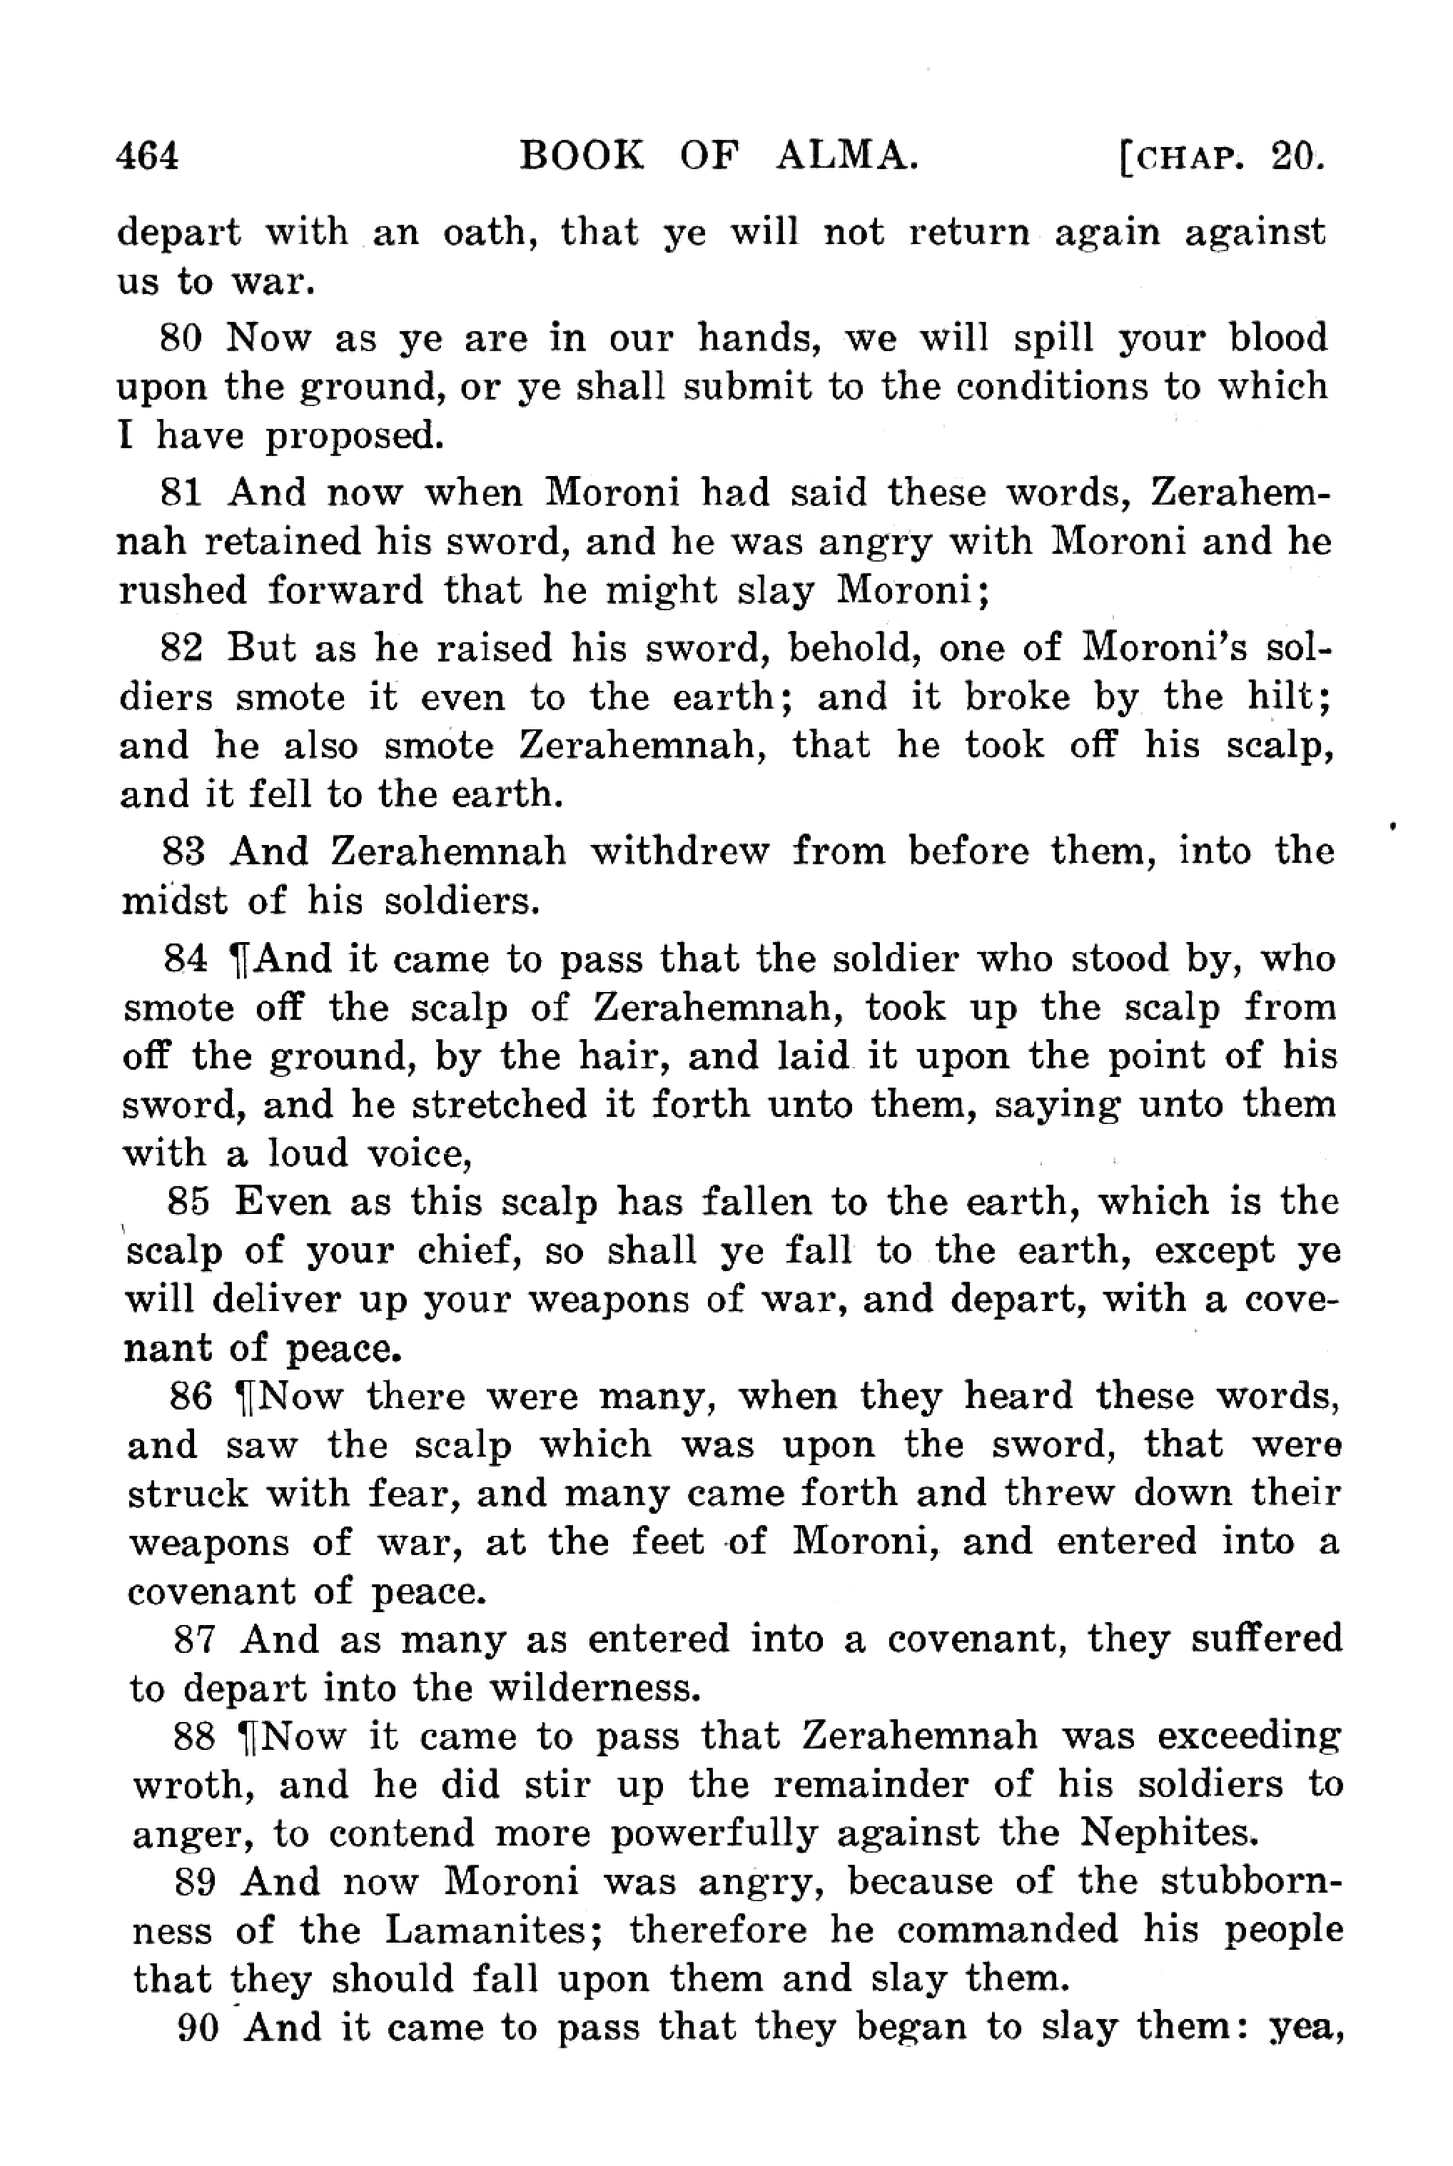 464 BOOK OF ALMA. [CHAP. 20.
depart with an oath, that ye will not return again against
us to war.
80 Now as ye are in our hands, we will spill your blood
upon the ground, or ye shall submit to the conditions to which
I have proposed.
81 And now when Moroni had said these words, Zerahem-
nah retained his sword, and he was angry with Moroni and he
rushed forward that he might slay Moroni;
82 But as he raised his sword, behold, one of Moroni's sol-
diers smote it even to the earth; and it broke by the hilt;
and he also smote Zerahemnah, that he took off his scalp,
and it fell to the earth.
83 And Zerahemnah withdrew from before them, into the
midst of his soldiers.
84 ¶And it came to pass that the soldier who stood by, who
smote off the scalp of Zerahemnah, took up the scalp from
off the ground, by the hair, and laid it upon the point of his
sword, and he stretched it forth unto them, saying unto them
with a loud voice,
85 Even as this scalp has fallen to the earth, which is the
scalp of your chief, so shall ye fall to the earth, except ye
will deliver up your weapons of war, and depart, with a cove-
nant of peace.
86 ¶Now there were many, when they heard these words,
and saw the scalp which was upon the sword, that were
struck with fear, and many came forth and threw down their
weapons of war, at the feet of Moroni, and entered into a
covenant of peace.
87 And as many as entered into a covenant, they suffered
to depart into the wilderness.
88 ¶Now it came to pass that Zerahemnah was exceeding
wroth, and he did stir up the remainder of his soldiers to
anger, to contend more powerfully against the Nephites.
89 And now Moroni was angry, because of the stubborn-
ness of the Lamanites; therefore he commanded his people
that they should fall upon them and slay them.
90 And it came to pass that they began to slay them: yea,